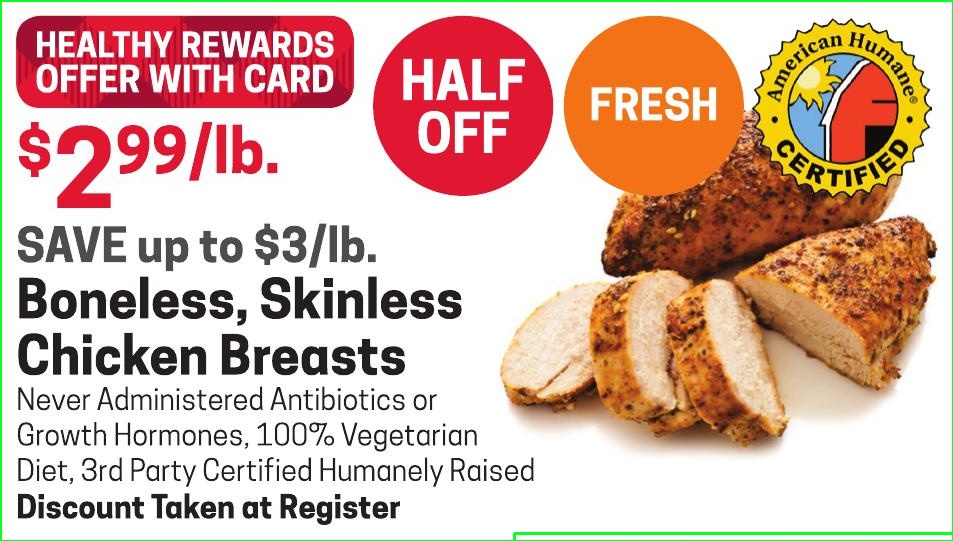 HEALTHY REWARDS
OFFER WITH CARD
$2.99/lb.
HALF
OFF
FRESH
American Humane®
CERTIFIED
SAVE up to $3/lb.
Boneless, Skinless
Chicken Breasts
Never Administered Antibiotics or
Growth Hormones, 100% Vegetarian
Diet, 3rd Party Certified Humanely Raised
Discount Taken at Register